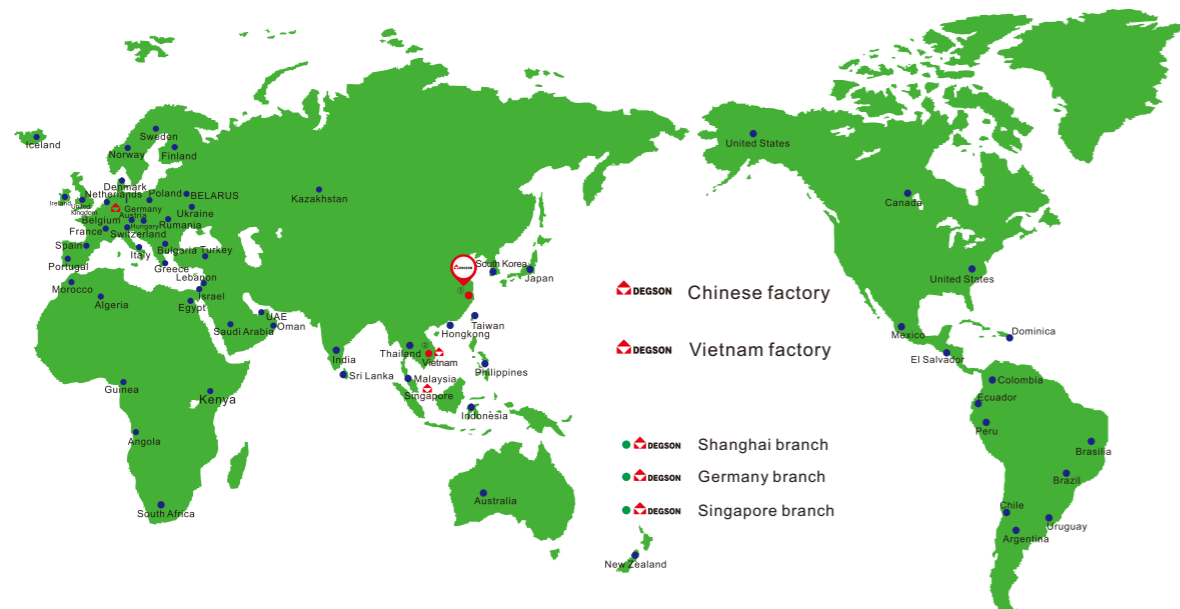 Iceland
Sweden
Norway
Finland
Denmark
Netherlands
Poland
BELARUS
Ireland
United
Kingdom
Germany
Austria
Ukraine
Belgium
Hungary
Rumania
France
Switzerland
Spain
Italy
Bulgaria
Turkey
Portugal
Greece
Lebanon
Morocco
Israel
Algeria
Egypt
UAE
Saudi Arabia
Oman
Kazakhstan
DEGSON
South Korea
Japan
①
Taiwan
Hongkong
②
Thailand
Vietnam
India
Sri Lanka
Malaysia
Philippines
Singapore
Indonesia
Guinea
Kenya
Angola
South Africa
Australia
New Zealand
United States
Canada
United States
Mexico
Dominica
El Salvador
Colombia
Ecuador
Peru
Brasilia
Brazil
Chile
Uruguay
Argentina
DEGSON Chinese factory
DEGSON Vietnam factory
DEGSON Shanghai branch
DEGSON Germany branch
DEGSON Singapore branch